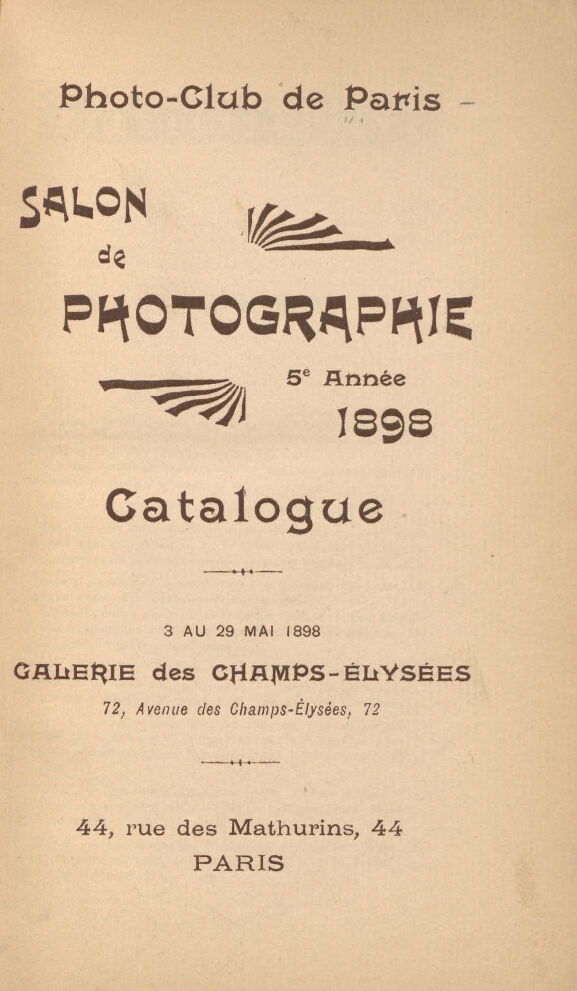 Photo-Club de Paris
SALON
de
PHOTOGRAPHIE
5e Année
1898
Catalogue
3 AU 29 MAI 1898
GALERIE des CHAMPS-ÉLYSÉES
72, Avenue des Champs-Élysées, 72
44, rue des Mathurins, 44
PARIS